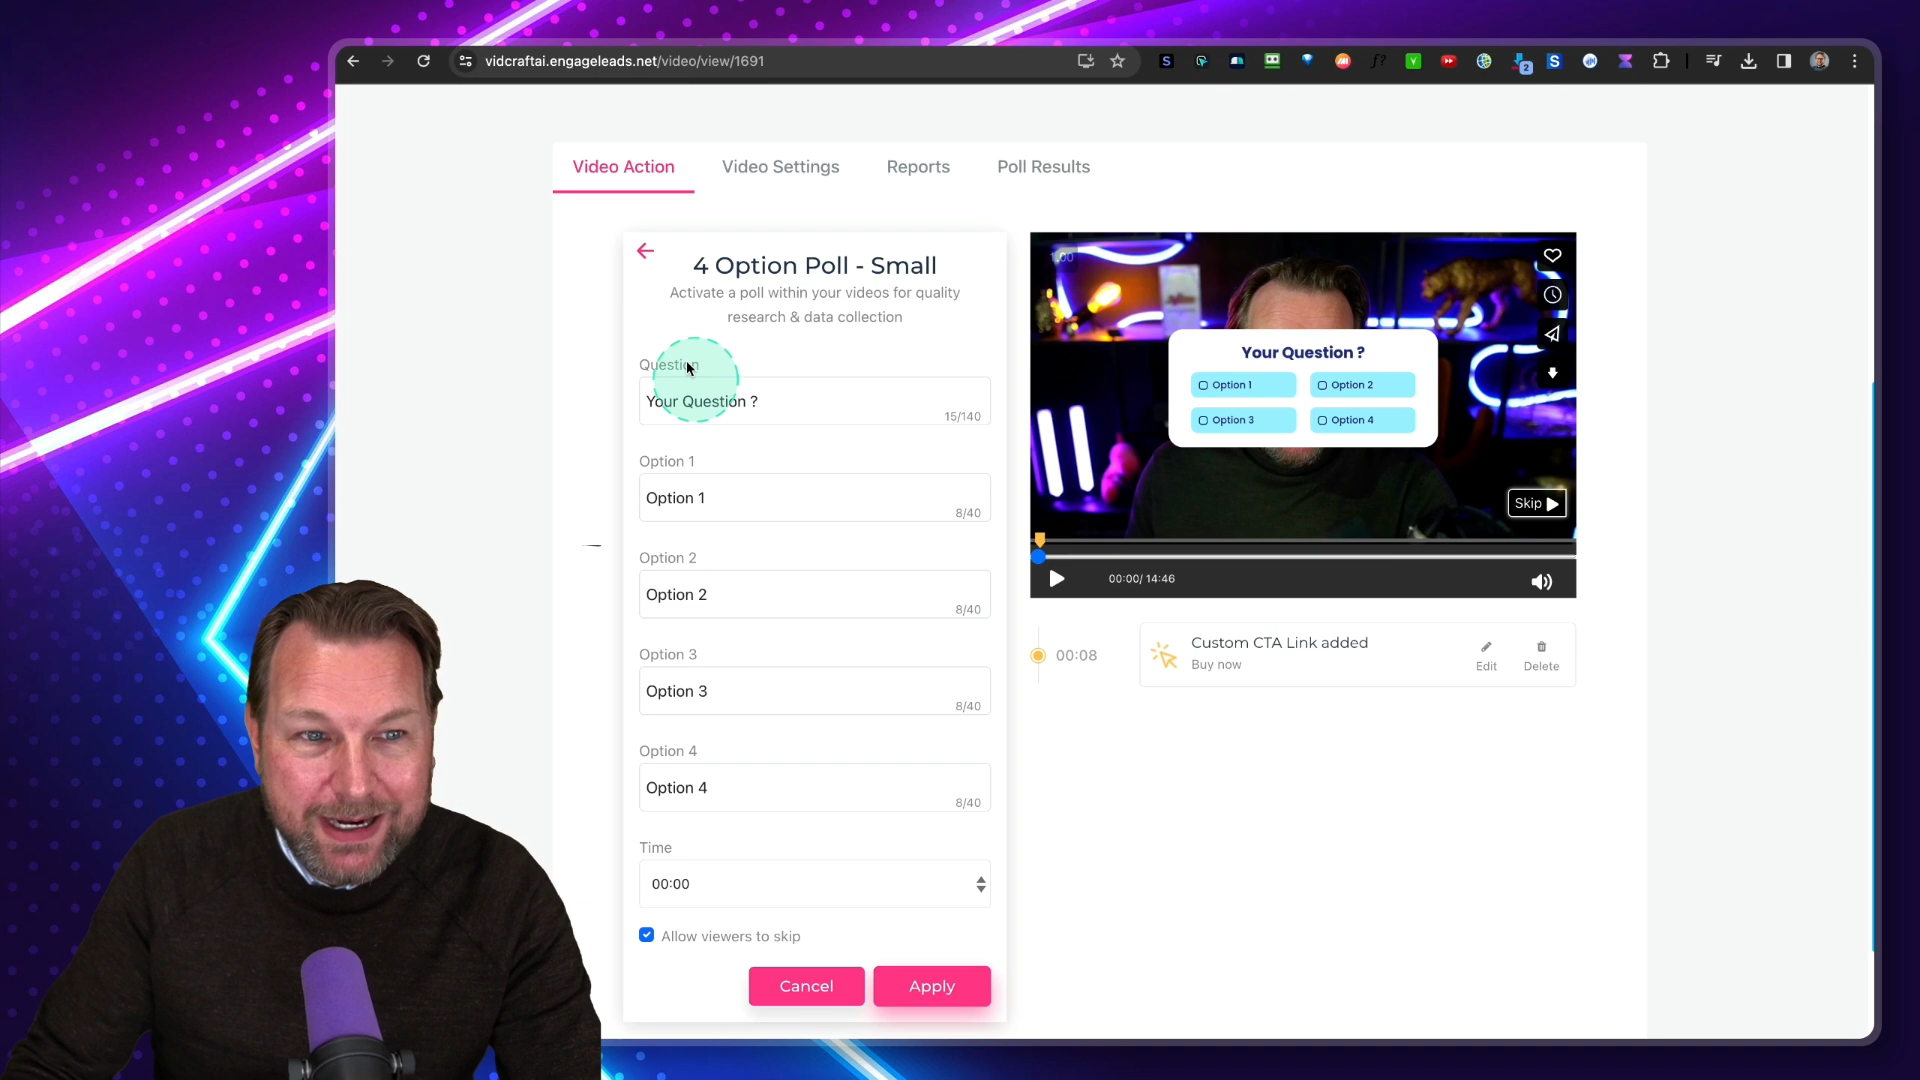 vidcraftai.engageleads.net/video/view/1691
Video Action
Video Settings
Reports
Poll Results
4 Option Poll - Small
Activate a poll within your videos for quality
research & data collection
Question
Your Question ?
15/140
Option 1
Option 1
8/40
Option 2
Option 2
8/40
Option 3
Option 3
8/40
Option 4
Option 4
8/40
Time
00:00
Allow viewers to skip
Cancel
Apply
1.00
Your Question ?
Option 1
Option 2
Option 3
Option 4
Skip
00:00/ 14:46
00:08
Custom CTA Link added
Buy now
Edit
Delete